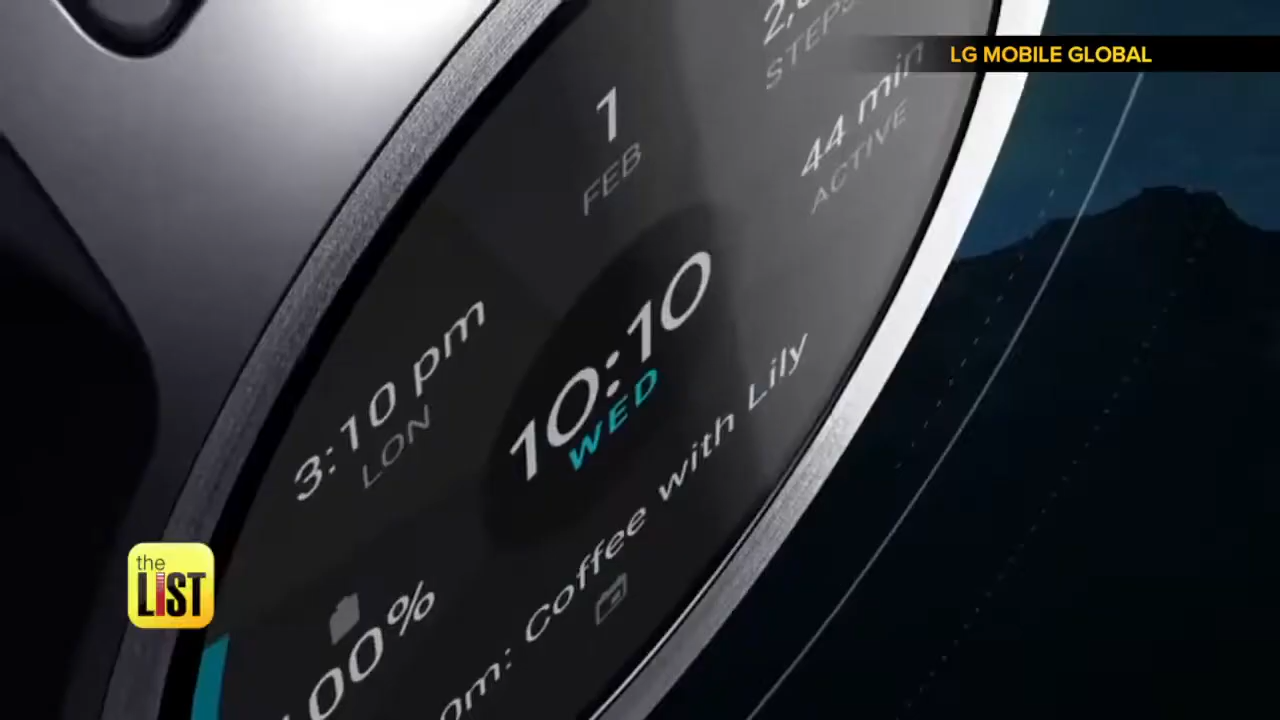 LG MOBILE GLOBAL
STEPS
44 min
ACTIVE
1
FEB
10:10
WED
3:10 pm
LON
Coffee with Lily
the
LIST